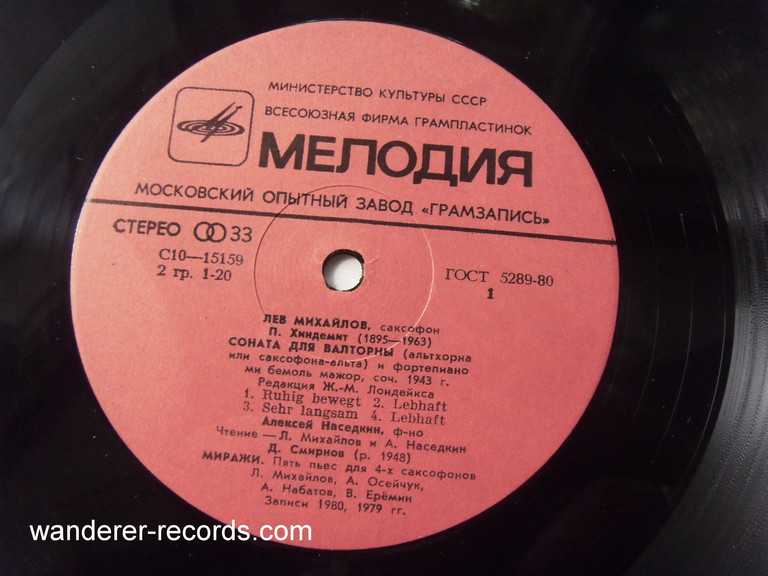 МИНИСТЕРСТВО КУЛЬТУРЫ СССР
ВСЕСОЮЗНАЯ ФИРМА ГРАМПЛАСТИНОК
МЕЛОДИЯ
МОСКОВСКИЙ ОПЫТНЫЙ ЗАВОД «ГРАМЗАПИСЬ»
СТЕРЕО 33
С10—15159
2 гр. 1-20
ГОСТ 5289-80
1
ЛЕВ МИХАЙЛОВ, саксофон
П. Хиндемит (1895—1963)
СОНАТА ДЛЯ ВАЛТОРНЫ (альтхорна
или саксофона-альта) и фортепиано
ми бемоль мажор, соч. 1943 г.
Редакция Ж.-М. Лондейкса
1. Ruhig bewegt 2. Lebhaft
3. Sehr langsam 4. Lebhaft
Алексей Наседкин, ф-но
Чтение — Л. Михайлов и А. Наседкин
Д. Смирнов (р. 1948)
МИРАЖИ. Пять пьес для 4-х саксофонов
Л. Михайлов, А. Осейчук,
А. Набатов, В. Ерёмин
Записи 1980, 1979 гг.
wanderer-records.com